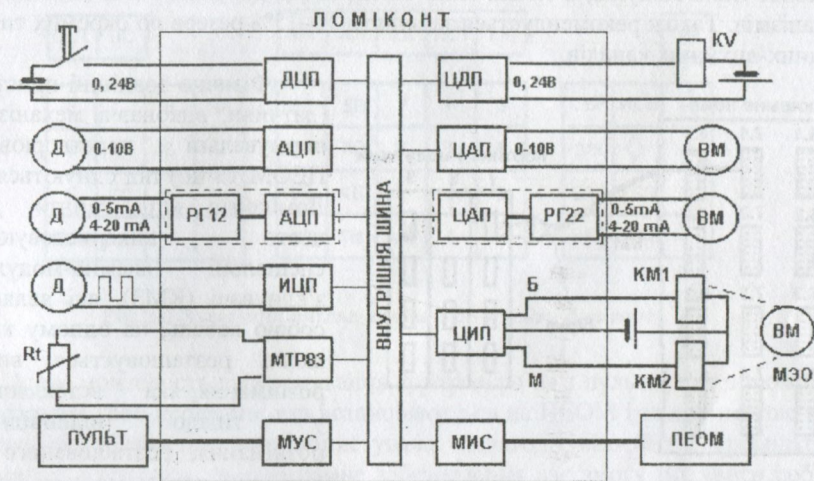 ЛОМІКОНТ
ДЦП
ЦДП
KV
0, 24В
0, 24В
Д
0-10В
АЦП
ЦАП
0-10В
ВМ
Д
0-5mA
4-20 mA
РГ12
АЦП
ЦАП
РГ22
0-5mA
4-20 mA
ВМ
ВНУТРІШНЯ ШИНА
Д
ИЦП
ЦИП
Б
М
КМ1
КМ2
ВМ
МЭО
Rt
МТР83
ПУЛЬТ
МУС
МИС
ПЕОМ